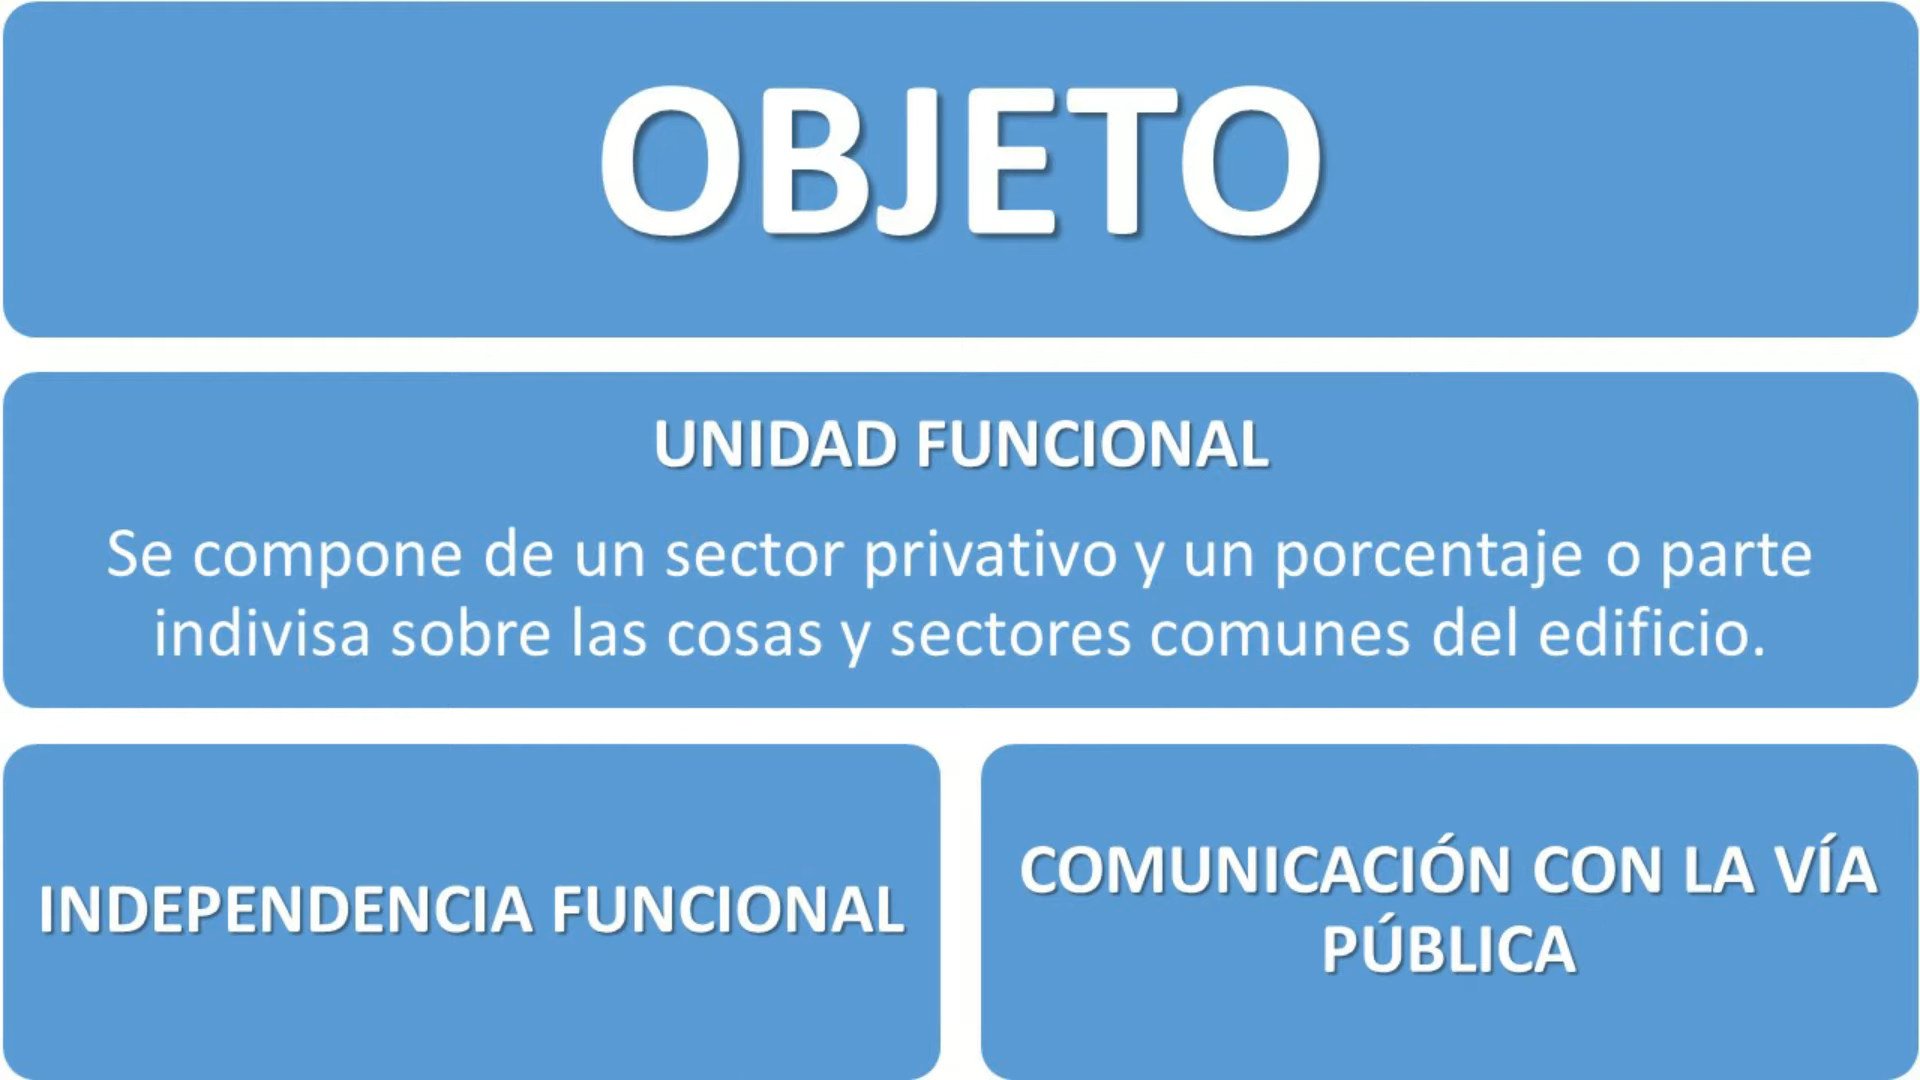 OBJETO
UNIDAD FUNCIONAL
Se compone de un sector privativo y un porcentaje o parte
indivisa sobre las cosas y sectores comunes del edificio.
INDEPENDENCIA FUNCIONAL
COMUNICACIÓN CON LA VÍA
PÚBLICA